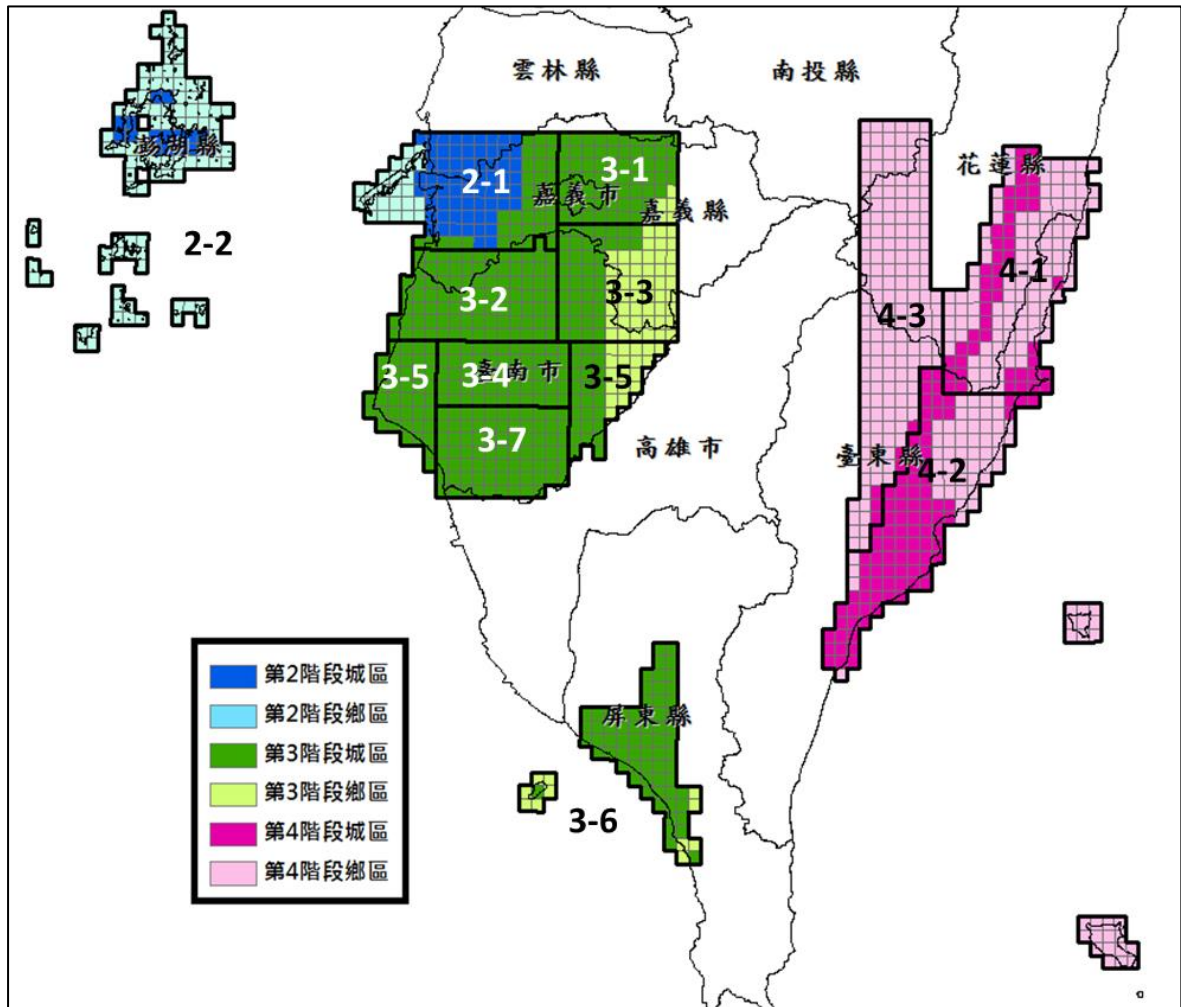 雲林縣
南投縣
澎湖縣
花蓮縣
2-1
3-1
嘉義市
嘉義縣
2-2
4-1
3-2
3-3
4-3
3-5
3-4
臺南市
3-5
3-7
高雄市
臺東縣
4-2
屏東縣
3-6
第2階段城區
第2階段鄉區
第3階段城區
第3階段鄉區
第4階段城區
第4階段鄉區